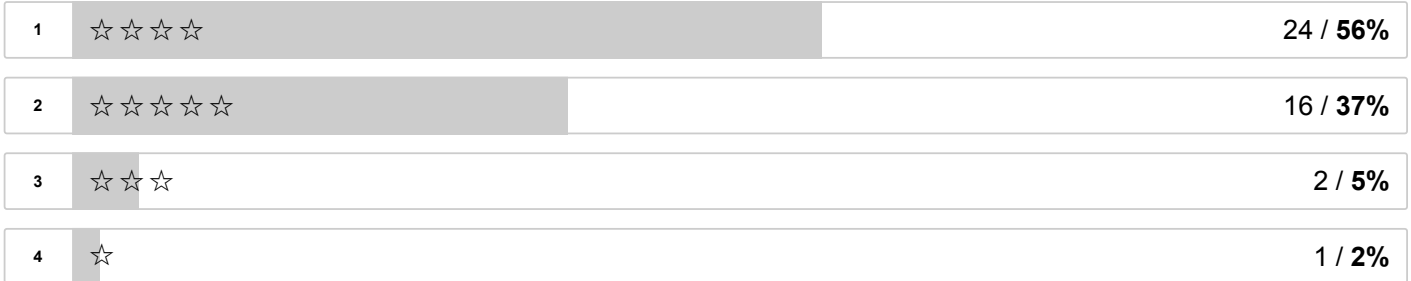 1 ☆☆☆☆ 24 / 56%
2 ☆☆☆☆☆ 16 / 37%
3 ☆☆☆ 2 / 5%
4 ☆ 1 / 2%